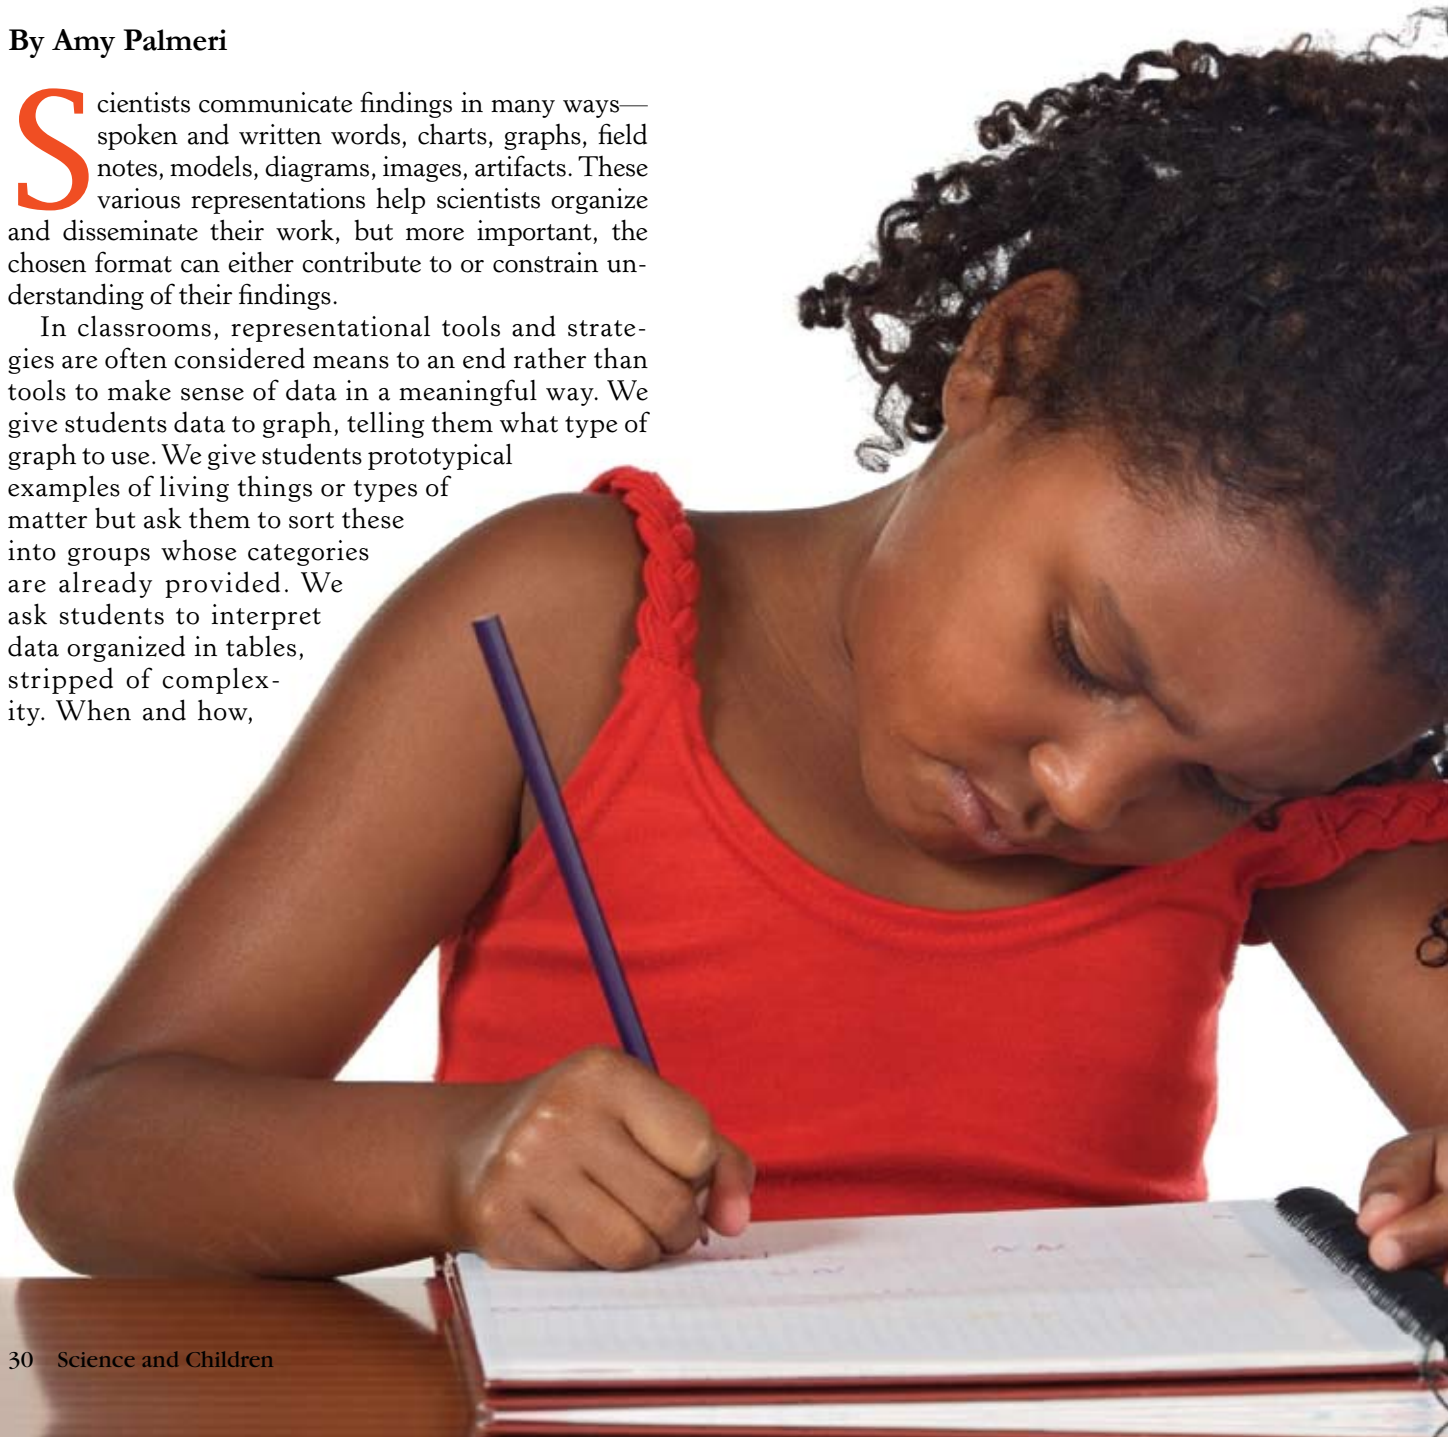 By Amy Palmeri
Scientists communicate findings in many ways—
spoken and written words, charts, graphs, field
notes, models, diagrams, images, artifacts. These
various representations help scientists organize
and disseminate their work, but more important, the
chosen format can either contribute to or constrain un-
derstanding of their findings.
In classrooms, representational tools and strate-
gies are often considered means to an end rather than
tools to make sense of data in a meaningful way. We
give students data to graph, telling them what type of
graph to use. We give students prototypical
examples of living things or types of
matter but ask them to sort these
into groups whose categories
are already provided. We
ask students to interpret
data organized in tables,
stripped of complex-
ity. When and how,
30 Science and Children